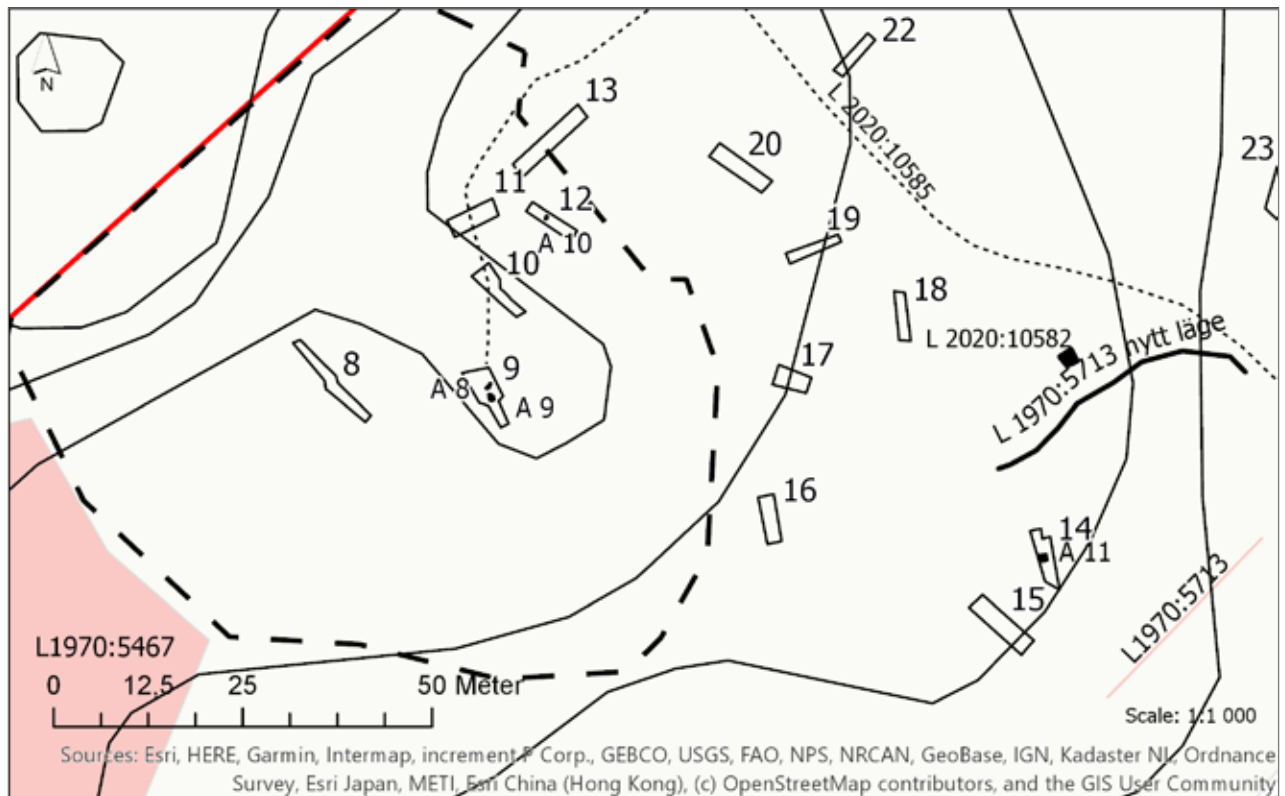 N
22
13
L 2020:10585
20
23
11
12
A 10
19
10
18
L 2020:10582
L 1970:5713 nytt läge
8
9
A 8
A 9
17
16
14
A 11
15
L1970:5713
L1970:5467
0 12,5 25 50 Meter
Scale: 1:1 000
Sources: Esri, HERE, Garmin, Intermap, increment P Corp., GEBCO, USGS, FAO, NPS, NRCAN, GeoBase, IGN, Kadaster NL, Ordnance
Survey, Esri Japan, METI, Esri China (Hong Kong), (c) OpenStreetMap contributors, and the GIS User Community